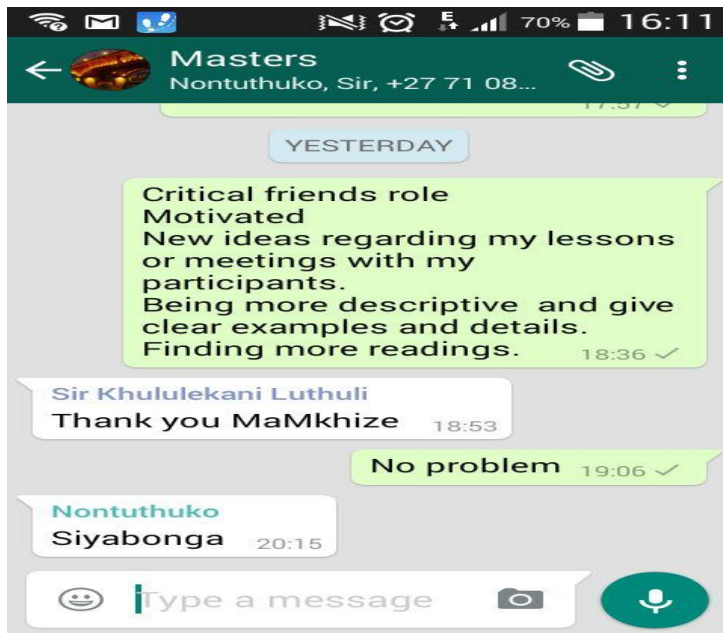 70% 16:11
Masters
Nontuthuko, Sir, +27 71 08...
17:57
YESTERDAY
Critical friends role
Motivated
New ideas regarding my lessons
or meetings with my
participants.
Being more descriptive and give
clear examples and details.
Finding more readings. 18:36
Sir Khululekani Luthuli
Thank you MaMkhize 18:53
No problem 19:06
Nontuthuko
Siyabonga 20:15
Type a message